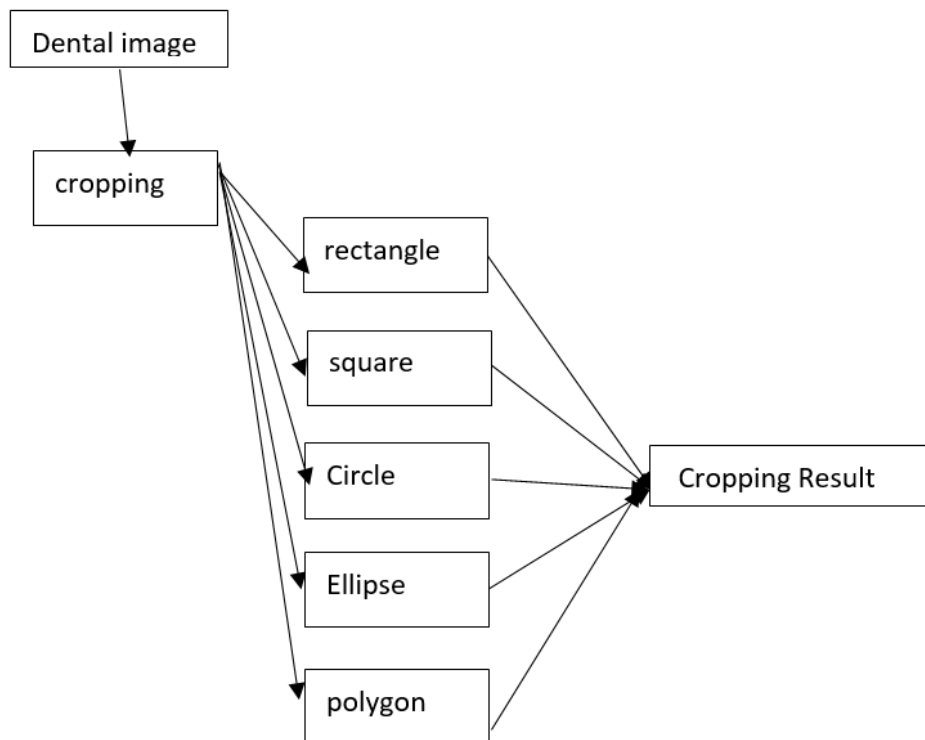 Dental image
cropping
rectangle
square
Circle
Ellipse
polygon
Cropping Result